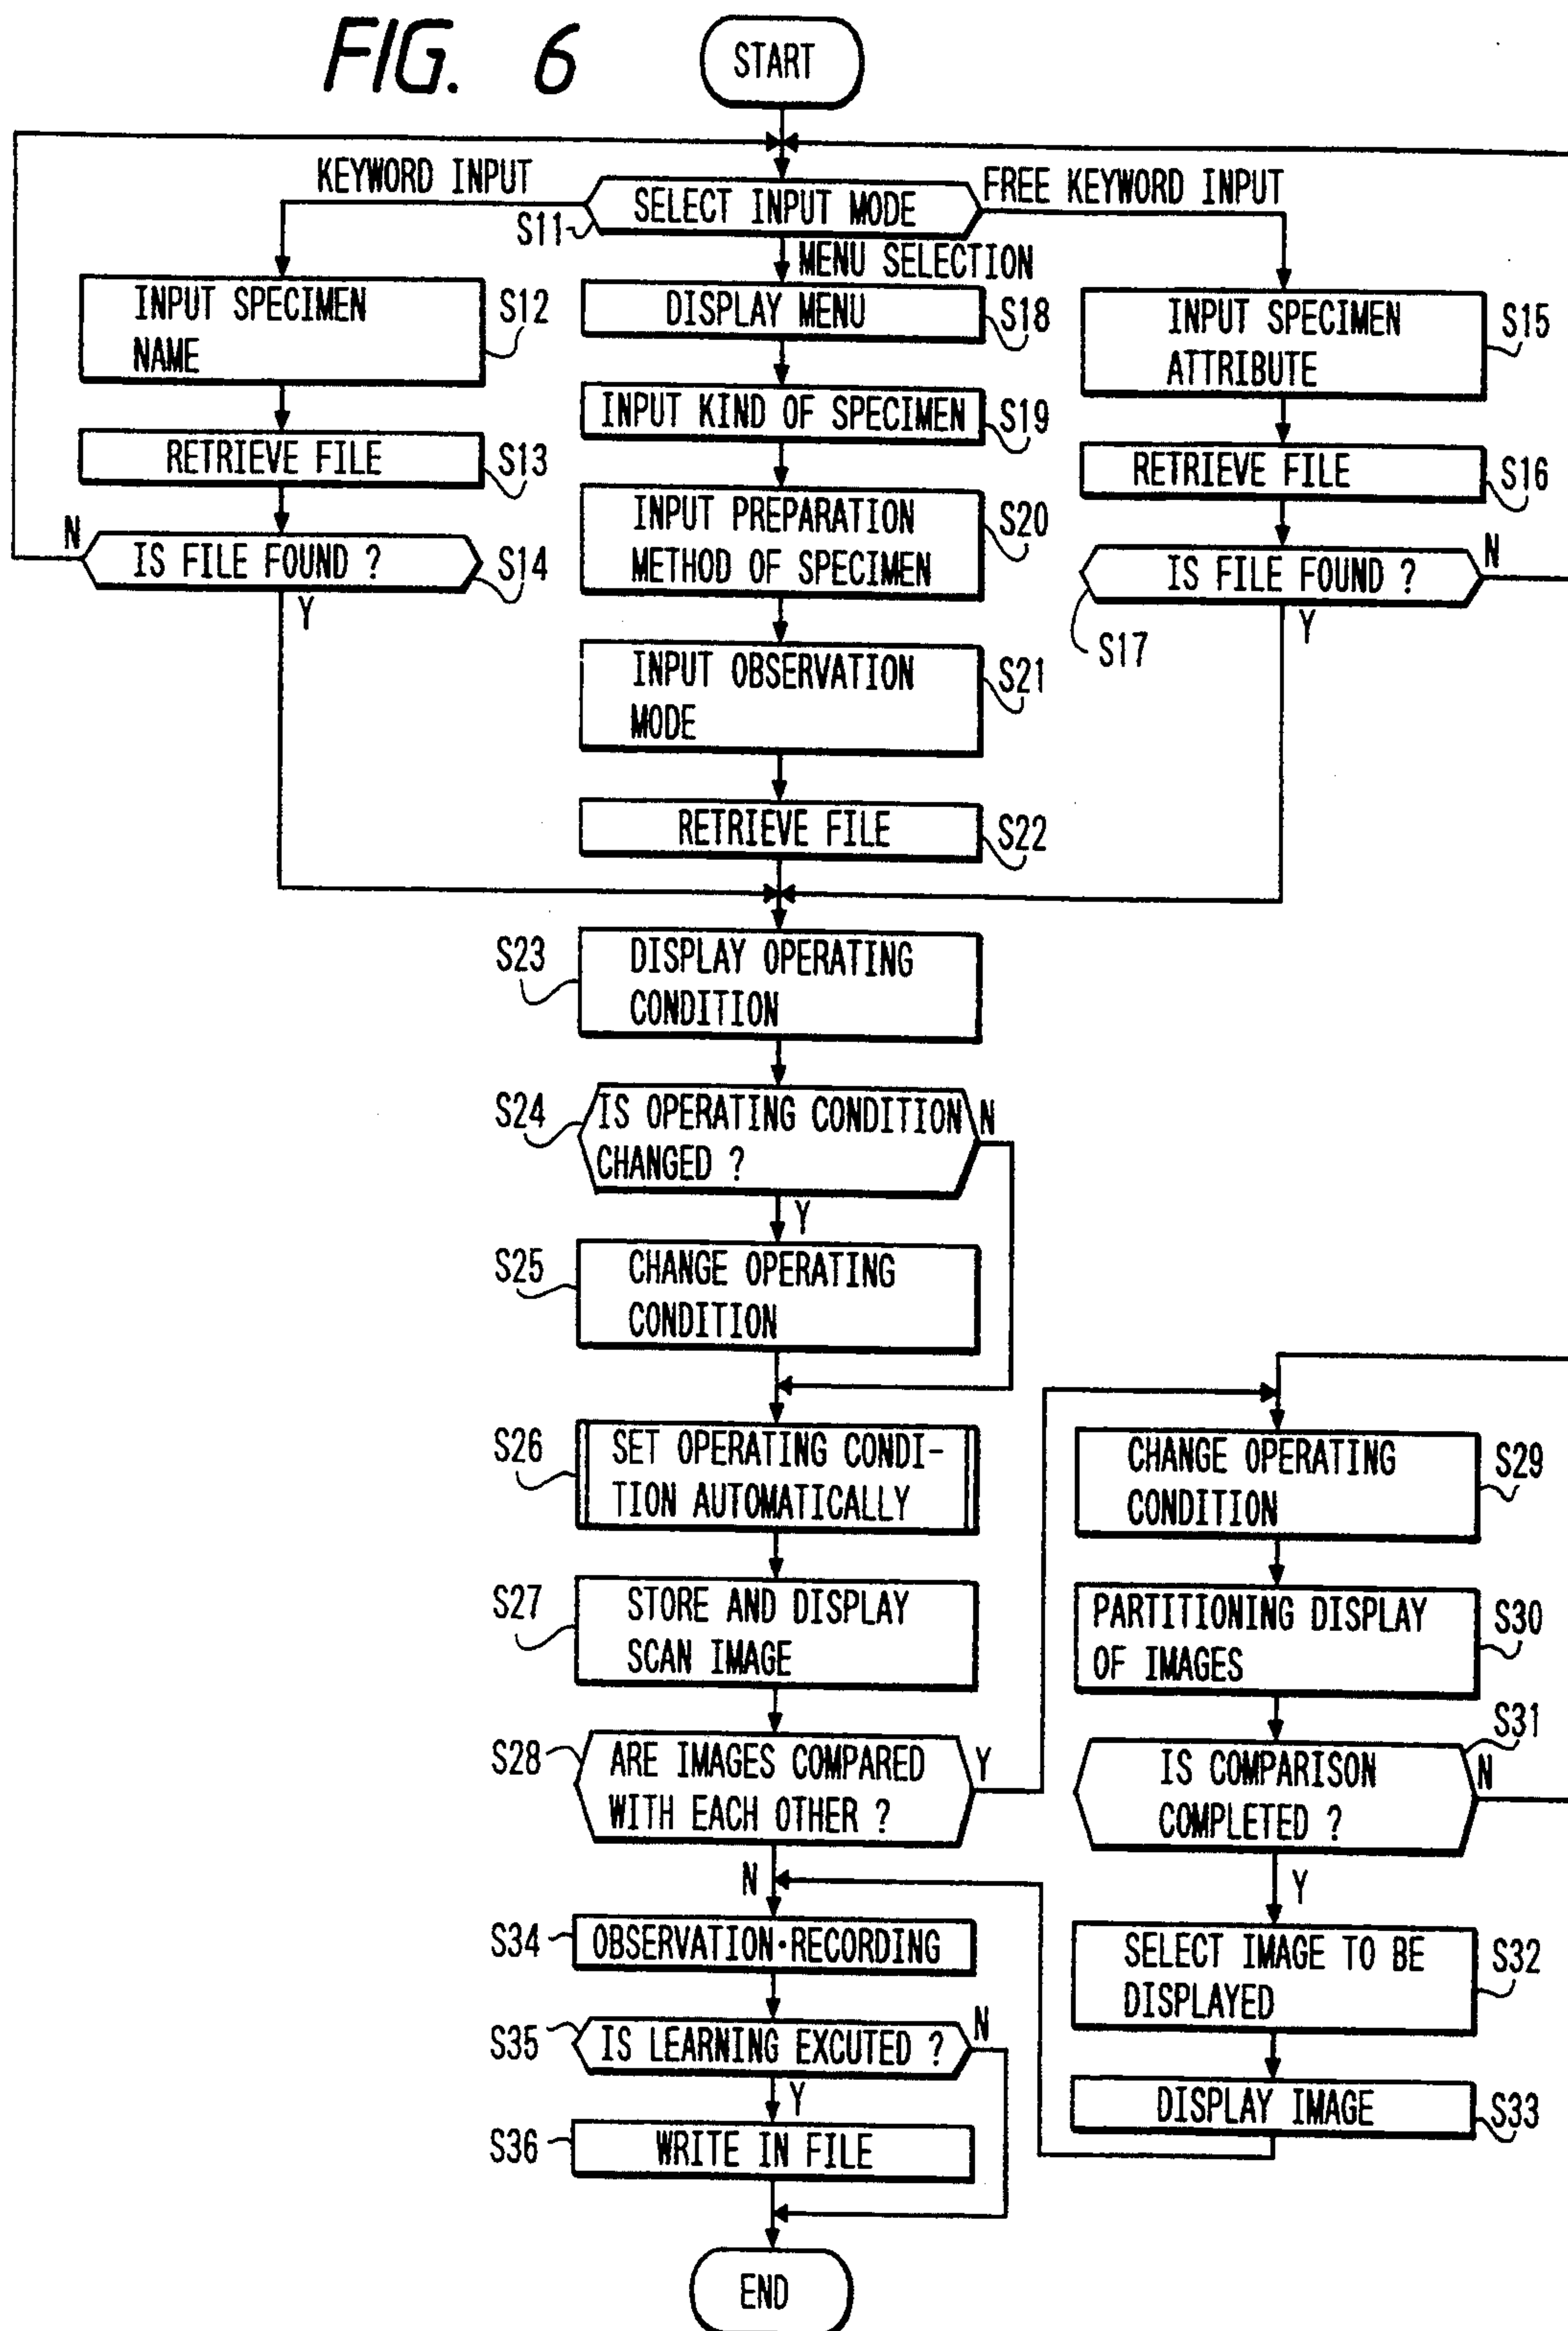 FIG. 6
START
KEYWORD INPUT
FREE KEYWORD INPUT
SELECT INPUT MODE
S11
MENU SELECTION
INPUT SPECIMEN
NAME
S12
RETRIEVE FILE
S13
IS FILE FOUND ?
S14
N
Y
DISPLAY MENU
S18
INPUT KIND OF SPECIMEN
S19
INPUT PREPARATION
METHOD OF SPECIMEN
S20
INPUT OBSERVATION
MODE
S21
RETRIEVE FILE
S22
INPUT SPECIMEN
ATTRIBUTE
S15
RETRIEVE FILE
S16
IS FILE FOUND ?
S17
N
Y
S23
DISPLAY OPERATING
CONDITION
S24
IS OPERATING CONDITION
CHANGED ?
N
Y
S25
CHANGE OPERATING
CONDITION
S26
SET OPERATING CONDI-
TION AUTOMATICALLY
S27
STORE AND DISPLAY
SCAN IMAGE
S28
ARE IMAGES COMPARED
WITH EACH OTHER ?
Y
N
CHANGE OPERATING
CONDITION
S29
PARTITIONING DISPLAY
OF IMAGES
S30
IS COMPARISON
COMPLETED ?
S31
N
Y
SELECT IMAGE TO BE
DISPLAYED
S32
DISPLAY IMAGE
S33
S34
OBSERVATION·RECORDING
S35
IS LEARNING EXCUTED ?
N
Y
S36
WRITE IN FILE
END